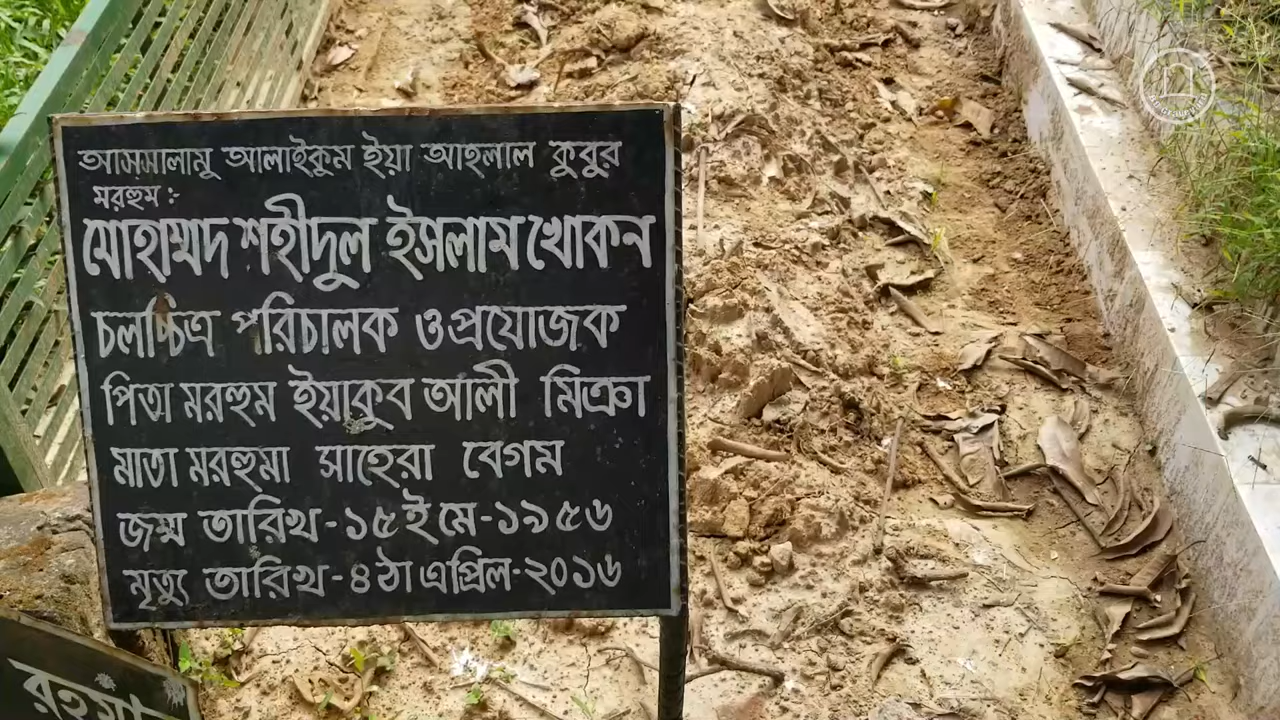 আসসালামু আলাইকুম ইয়া আহলাল কুবুর
মরহুম :
মোহাম্মদ শহীদুল ইসলাম খোকন
চলচ্চিত্র পরিচালক ও প্রযোজক
পিতা মরহুম ইয়াকুব আলী মিঞা
মাতা মরহুমা সাহেরা বেগম
জন্ম তারিখ-১৫ই মে-১৯৫৬
মৃত্যু তারিখ-৪ঠা এপ্রিল-২০১৬